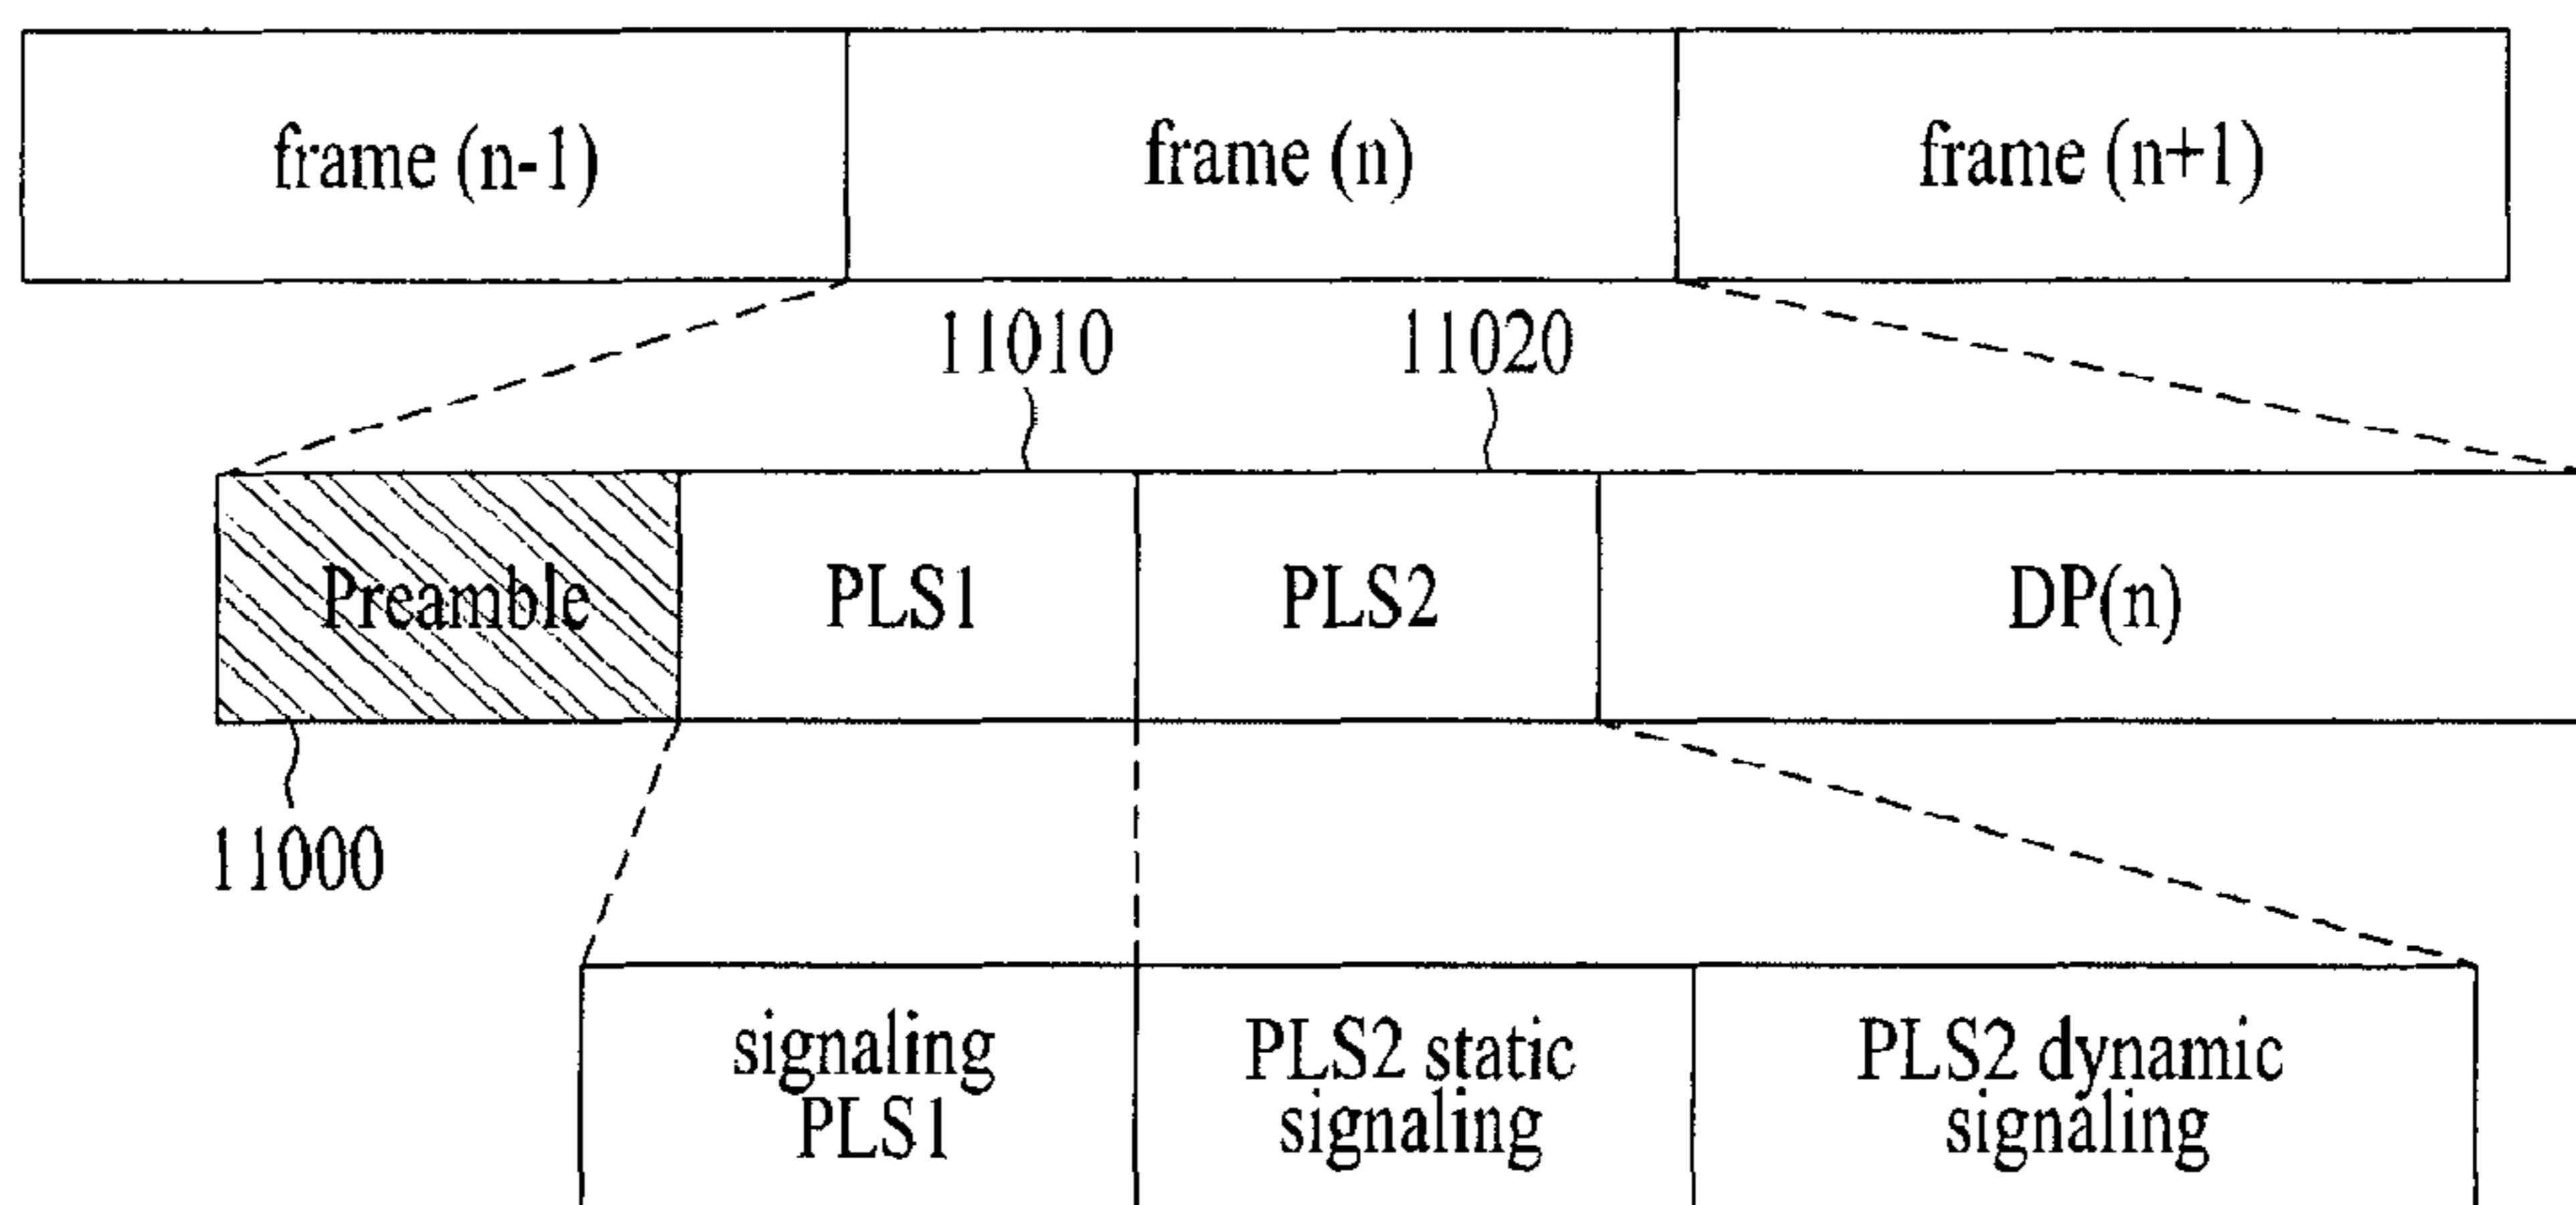 frame (n-1)
frame (n)
frame (n+1)
11010
11020
Preamble
PLS1
PLS2
DP(n)
11000
signaling
PLS1
PLS2 static
signaling
PLS2 dynamic
signaling